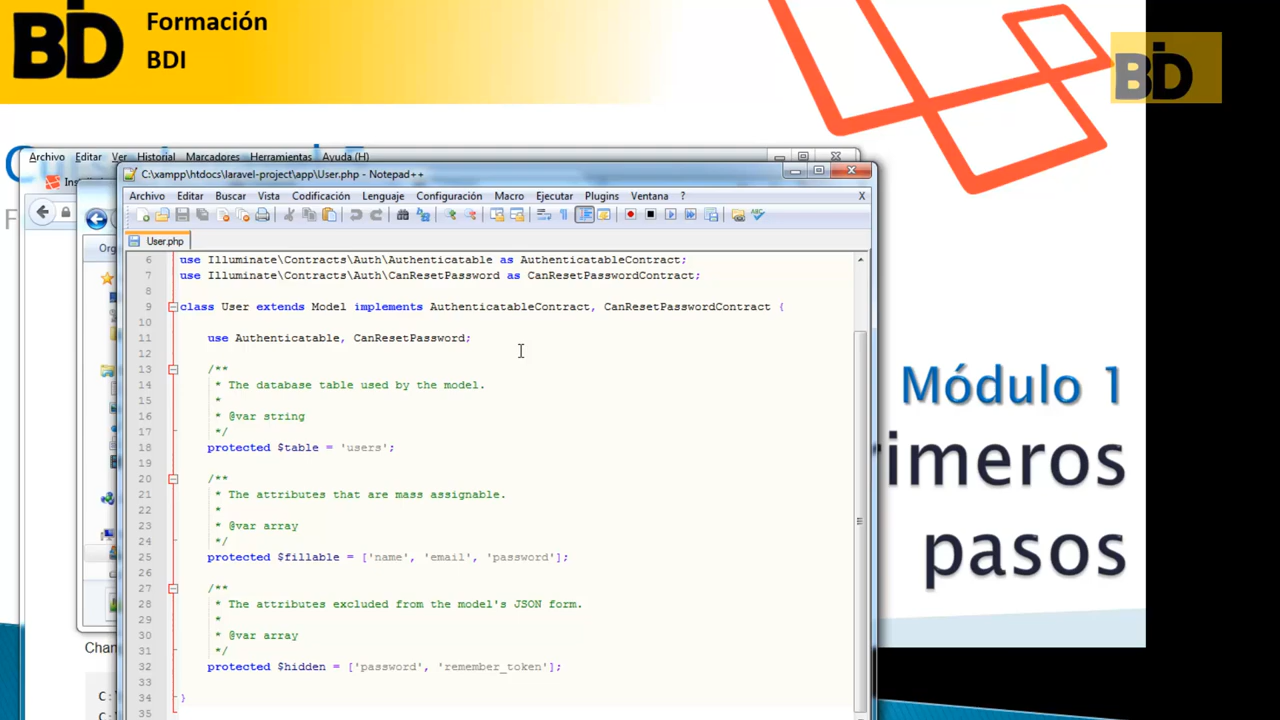 BD
Formación
BDI
BD
Archivo Editar Ver Historial Marcadores Herramientas Ayuda (H)
C:\xampp\htdocs\laravel-project\app\User.php - Notepad++
Archivo Editar Buscar Vista Codificación Lenguaje Configuración Macro Ejecutar Plugins Ventana ? X
User.php
6 use Illuminate\Contracts\Auth\Authenticatable as AuthenticatableContract;
7 use Illuminate\Contracts\Auth\CanResetPassword as CanResetPasswordContract;
8
9 class User extends Model implements AuthenticatableContract, CanResetPasswordContract {
10
11 use Authenticatable, CanResetPassword;
12
13 /**
14 * The database table used by the model.
15 *
16 * @var string
17 */
18 protected $table = 'users';
19
20 /**
21 * The attributes that are mass assignable.
22 *
23 * @var array
24 */
25 protected $fillable = ['name', 'email', 'password'];
26
27 /**
28 * The attributes excluded from the model's JSON form.
29 *
30 * @var array
31 */
32 protected $hidden = ['password', 'remember_token'];
33
34 }
35
Módulo 1
rimeros
pasos
Org
Chan
C:\
C:\